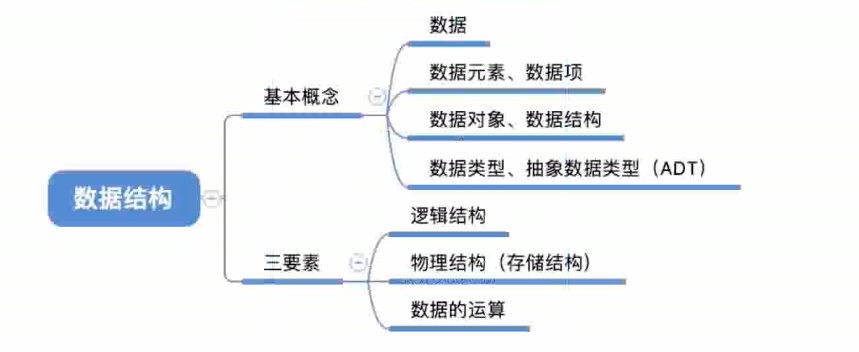 数据
数据元素、数据项
基本概念
数据对象、数据结构
数据类型、抽象数据类型（ADT）
数据结构
逻辑结构
三要素
物理结构（存储结构）
数据的运算